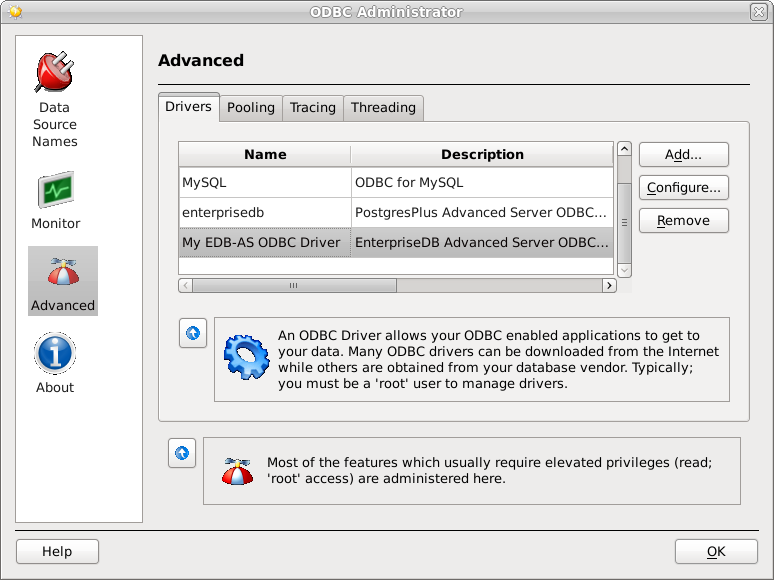 ODBC Administrator
Data
Source
Names
Monitor
Advanced
About
Advanced
Drivers
Pooling
Tracing
Threading
Name
Description
MySQL
ODBC for MySQL
enterprisedb
PostgresPlus Advanced Server ODBC...
My EDB-AS ODBC Driver
EnterpriseDB Advanced Server ODBC...
Add...
Configure...
Remove
An ODBC Driver allows your ODBC enabled applications to get to
your data. Many ODBC drivers can be downloaded from the Internet
while others are obtained from your database vendor. Typically;
you must be a 'root' user to manage drivers.
Most of the features which usually require elevated privileges (read;
'root' access) are administered here.
Help
OK